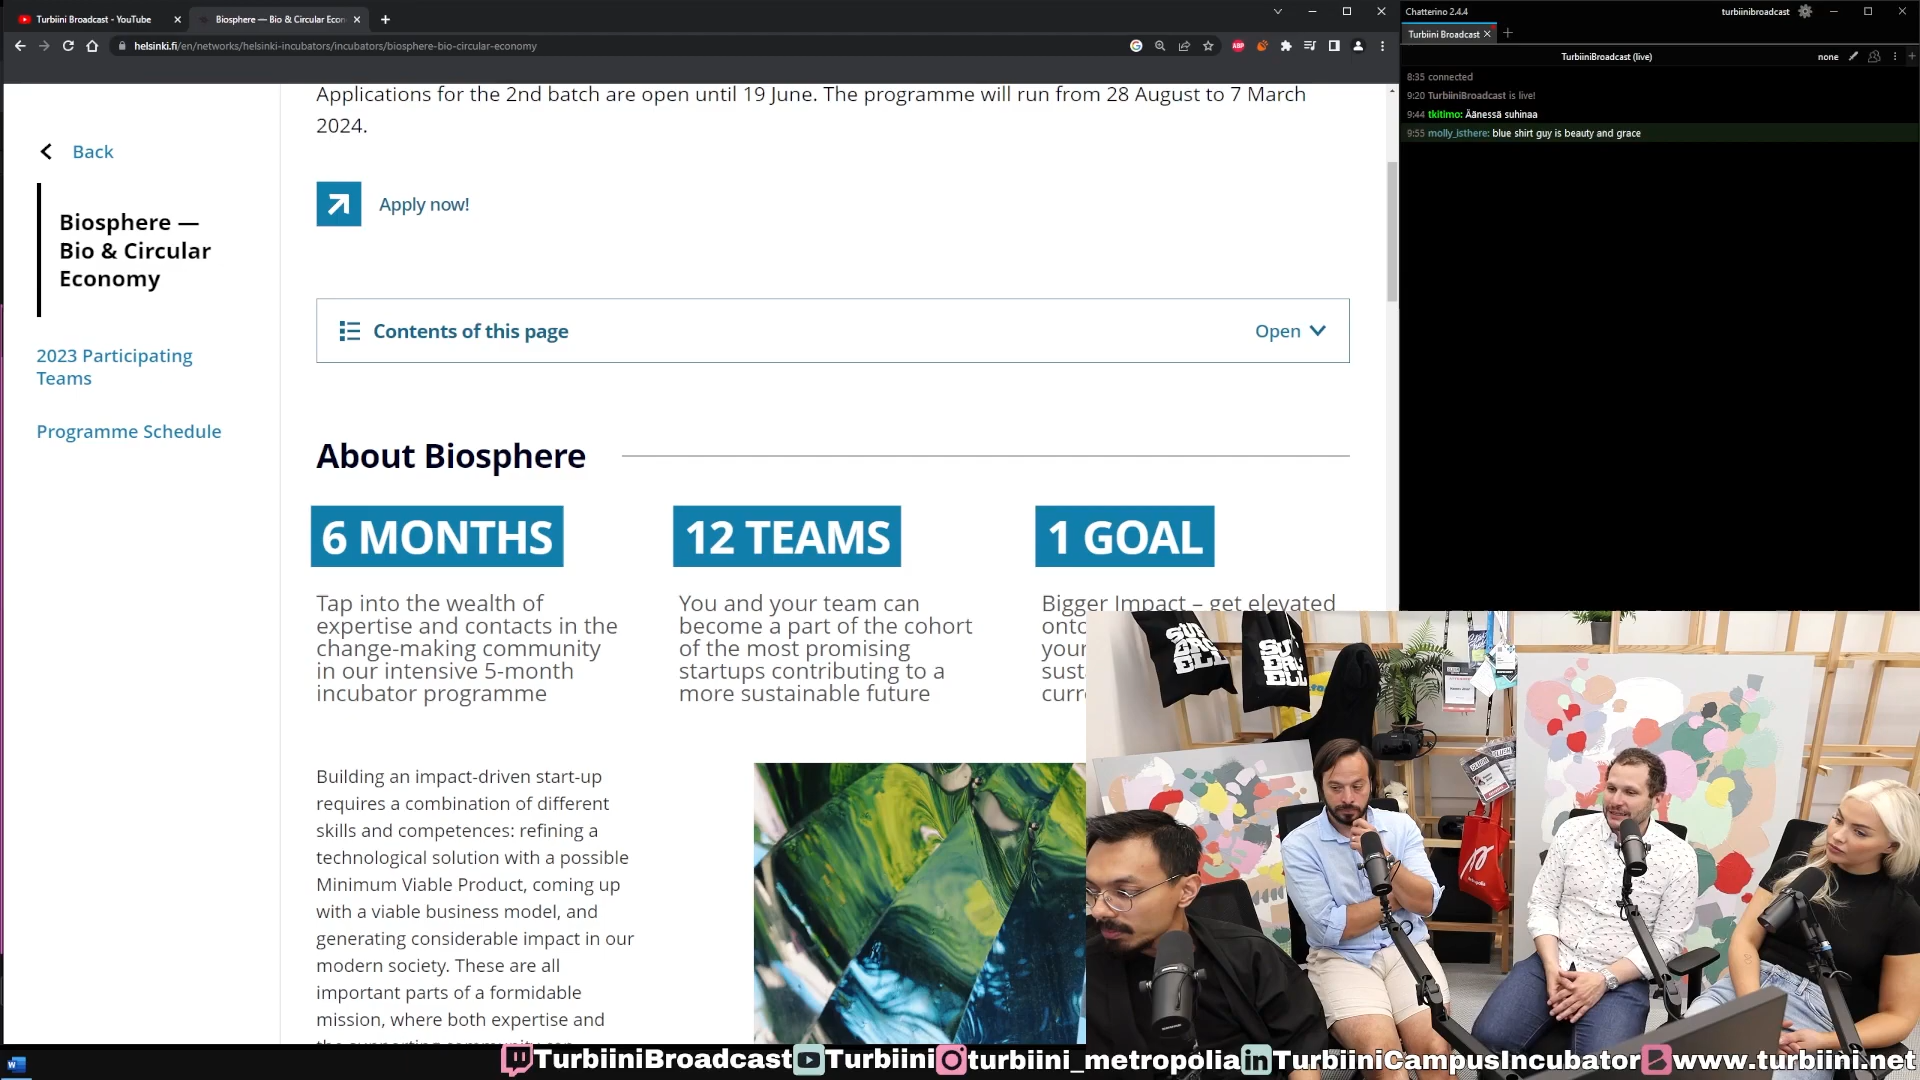 Turbiini Broadcast - YouTube
Biosphere — Bio & Circular Econ
helsinki.fi/en/networks/helsinki-incubators/incubators/biosphere-bio-circular-economy
Applications for the 2nd batch are open until 19 June. The programme will run from 28 August to 7 March
2024.
Back
Biosphere —
Bio & Circular
Economy
2023 Participating
Teams
Programme Schedule
Apply now!
Contents of this page
Open
About Biosphere
6 MONTHS
Tap into the wealth of
expertise and contacts in the
change-making community
in our intensive 5-month
incubator programme
12 TEAMS
You and your team can
become a part of the cohort
of the most promising
startups contributing to a
more sustainable future
1 GOAL
Bigger Impact – get elevated
onto
your
sust
curre
Building an impact-driven start-up
requires a combination of different
skills and competences: refining a
technological solution with a possible
Minimum Viable Product, coming up
with a viable business model, and
generating considerable impact in our
modern society. These are all
important parts of a formidable
mission, where both expertise and
Chatterino 2.4.4
turbiinibroadcast
Turbiini Broadcast
TurbiiniBroadcast (live)
none
8:35 connected
9:20 TurbiiniBroadcast is live!
9:44 tkitimo: Äänessä suhinaa
9:55 molly_isthere: blue shirt guy is beauty and grace
ABP
W
TurbiiniBroadcast
Turbiini
turbiini_metropolia
in
TurbiiniCampusIncubator
www.turbiini.net